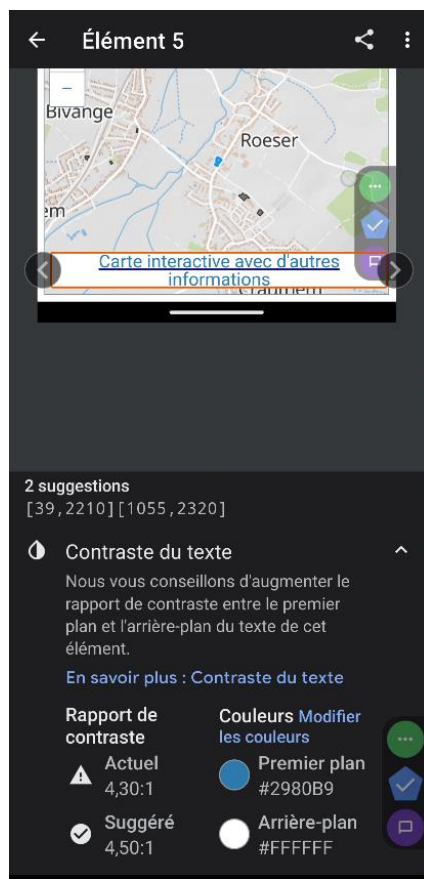 Élément 5
Bivange
Roeser
em
Carte interactive avec d'autres
informations
2 suggestions
[39,2210][1055,2320]
Contraste du texte
Nous vous conseillons d'augmenter le
rapport de contraste entre le premier
plan et l'arrière-plan du texte de cet
élément.
En savoir plus : Contraste du texte
Rapport de
contraste
Actuel
4,30:1
Suggéré
4,50:1
Couleurs Modifier
les couleurs
Premier plan
#2980B9
Arrière-plan
#FFFFFF